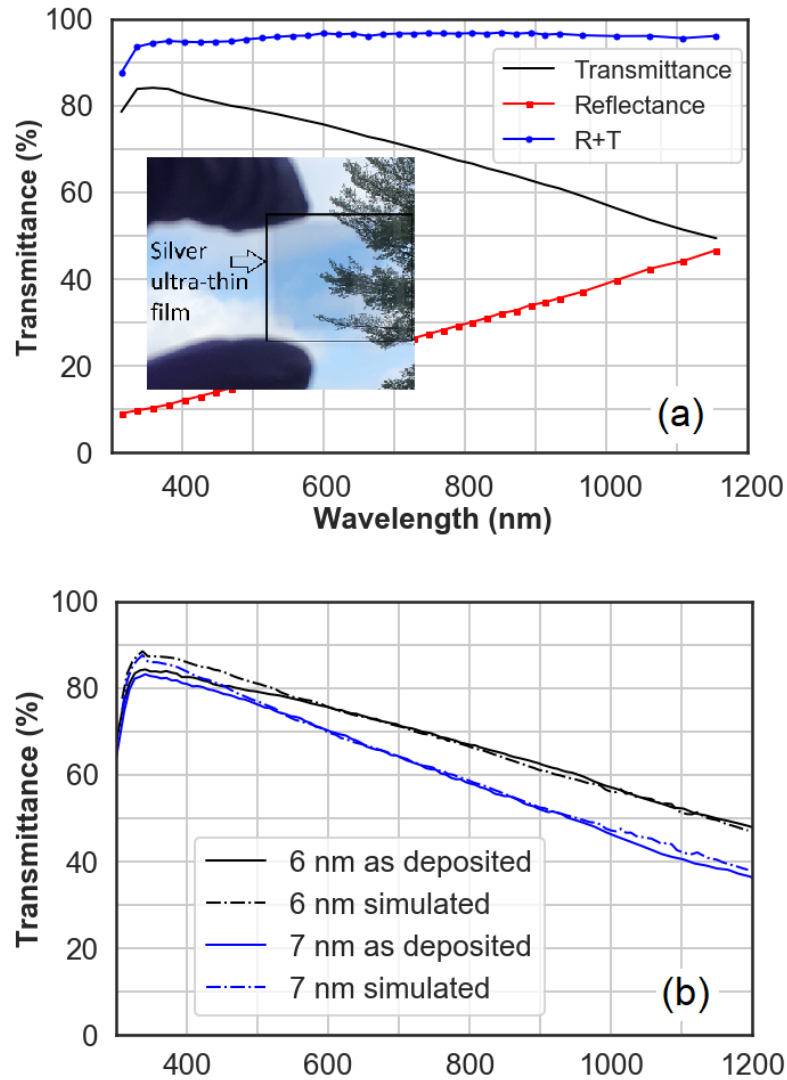 100
80
60
40
20
0
Transmittance (%)
Transmittance
Reflectance
R+T
Silver
ultra-thin
film
(a)
400 600 800 1000 1200
Wavelength (nm)
100
80
60
40
20
0
Transmittance (%)
6 nm as deposited
6 nm simulated
7 nm as deposited
7 nm simulated
(b)
400 600 800 1000 1200